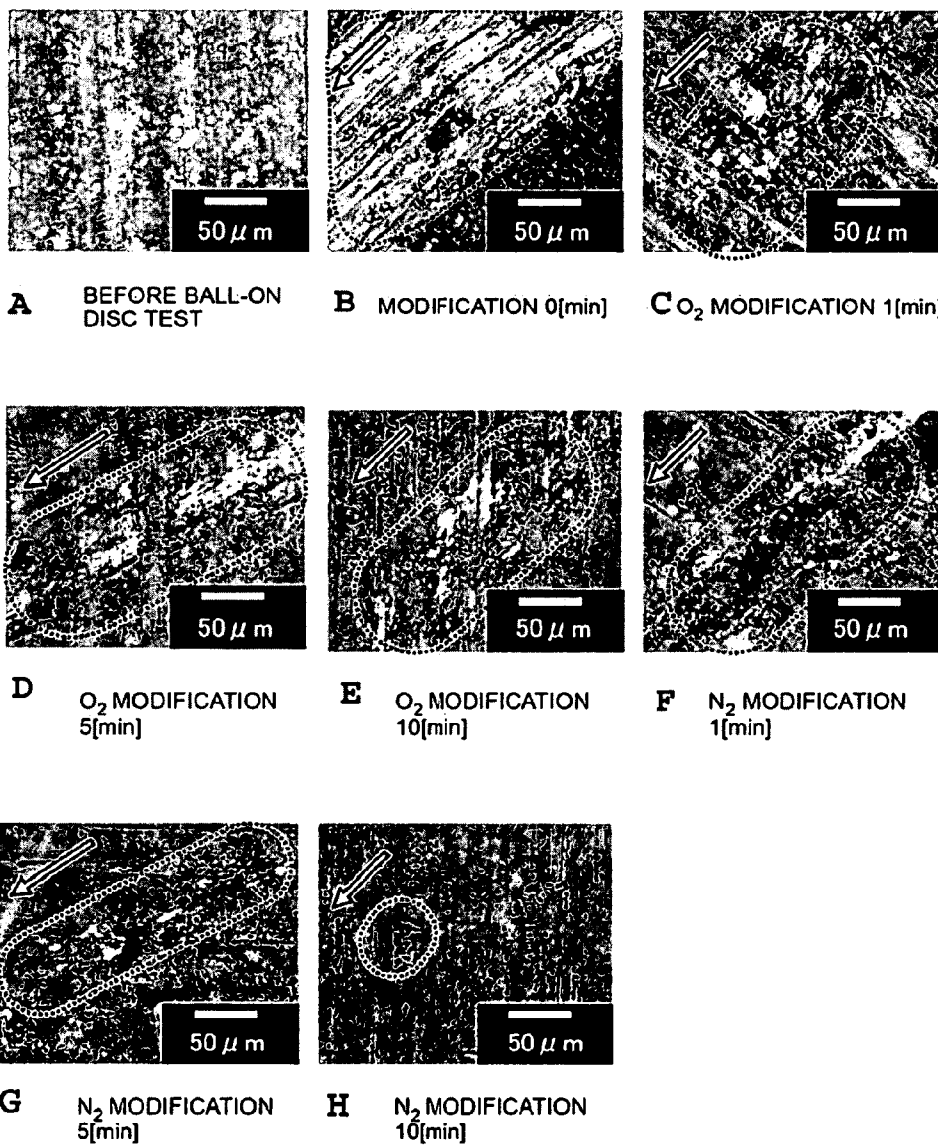 50 μm
50 μm
50 μm
A BEFORE BALL-ON
DISC TEST
B MODIFICATION 0[min]
C O₂ MODIFICATION 1[min]
50 μm
50 μm
50 μm
D O₂ MODIFICATION
5[min]
E O₂ MODIFICATION
10[min]
F N₂ MODIFICATION
1[min]
50 μm
50 μm
G N₂ MODIFICATION
5[min]
H N₂ MODIFICATION
10[min]